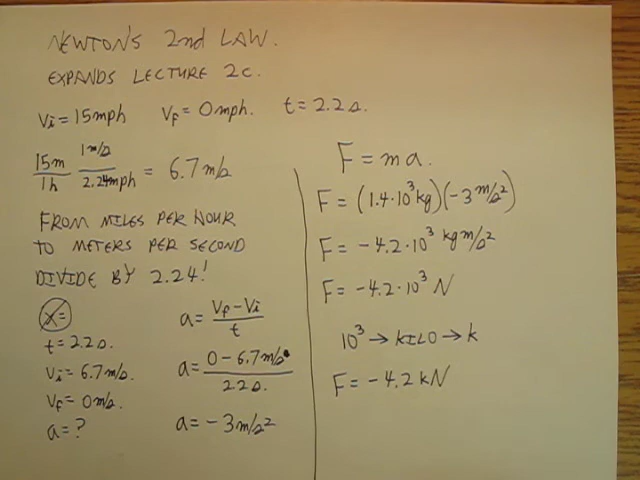 NEWTON'S 2nd LAW.
EXPANDS LECTURE 2C.
Vi = 15mph Vf = 0mph. t = 2.2s.
15m/1h 1m/s/2.24mph = 6.7m/s
FROM MILES PER HOUR
TO METERS PER SECOND
DIVIDE BY 2.24!
x=
t = 2.2s.
Vi = 6.7m/s.
Vf = 0m/s.
a = ?
a = Vf - Vi / t
a = 0 - 6.7m/s / 2.2s.
a = -3m/s²
F = ma.
F = (1.4·10³kg)(-3m/s²)
F = -4.2·10³ kgm/s²
F = -4.2·10³ N
10³ → KILO → k
F = -4.2kN